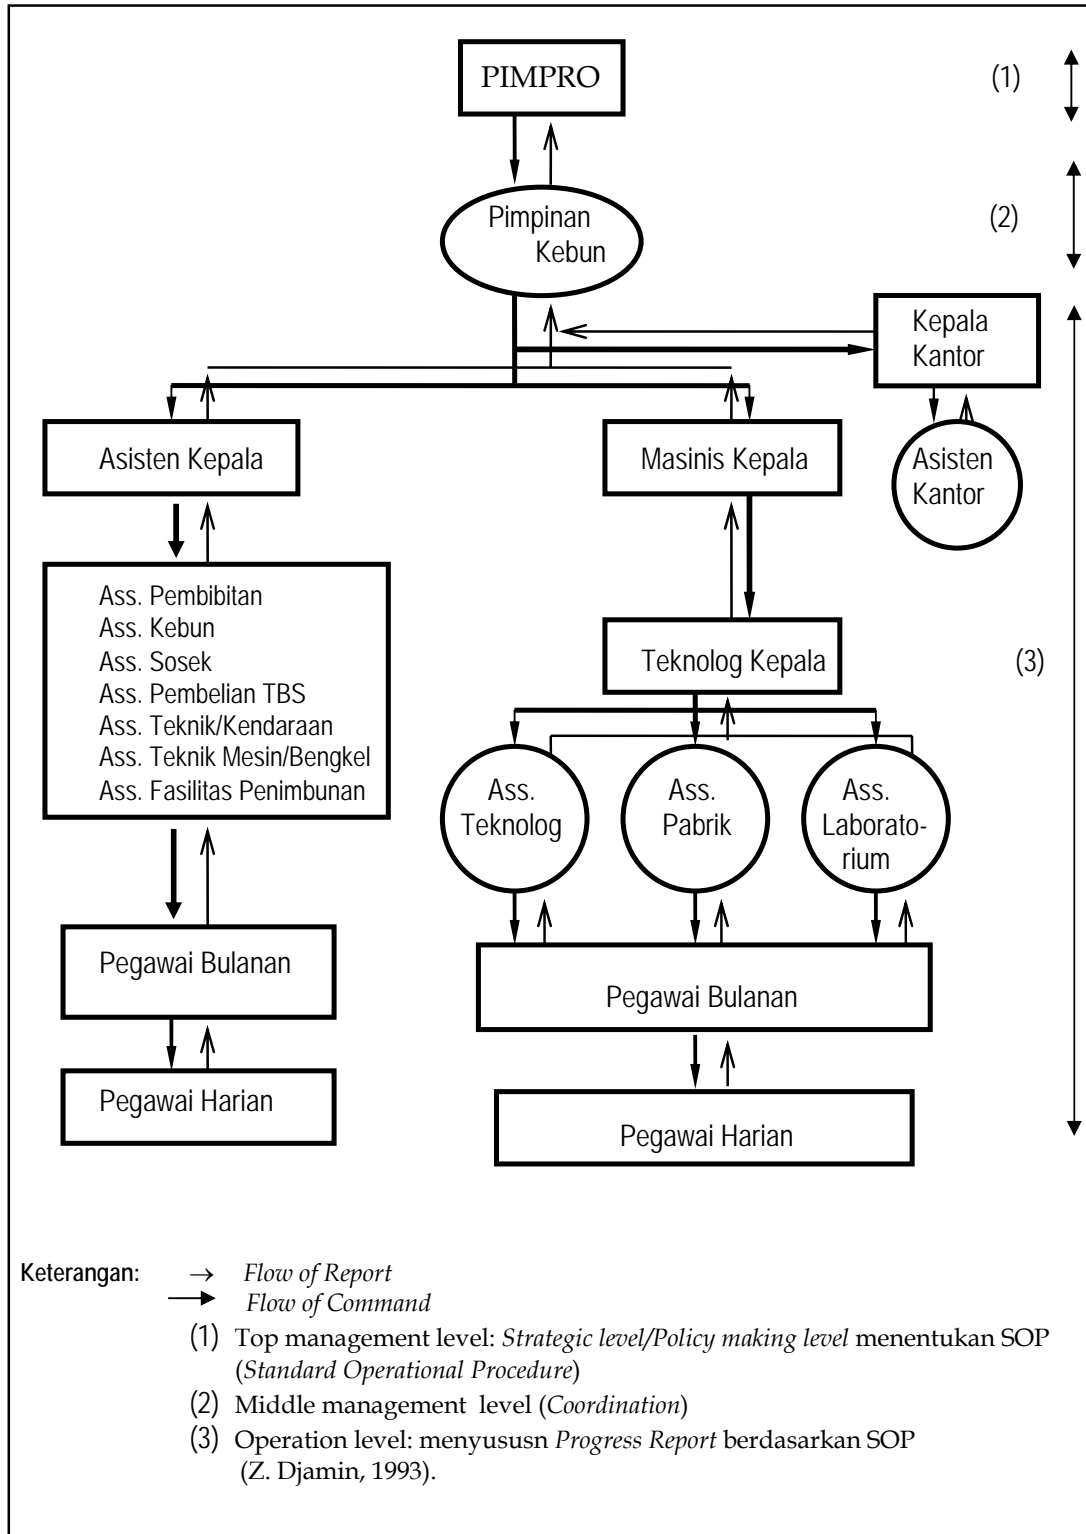 PIMPRO
(1)
Pimpinan
Kebun
(2)
Kepala
Kantor
Asisten Kepala
Masinis Kepala
Asisten
Kantor
Ass. Pembibitan
Ass. Kebun
Ass. Sosek
Ass. Pembelian TBS
Ass. Teknik/Kendaraan
Ass. Teknik Mesin/Bengkel
Ass. Fasilitas Penimbunan
Teknolog Kepala
(3)
Ass.
Teknolog
Ass.
Pabrik
Ass.
Laborato-
rium
Pegawai Bulanan
Pegawai Bulanan
Pegawai Harian
Pegawai Harian
Keterangan: → Flow of Report
Flow of Command
(1) Top management level: Strategic level/Policy making level menentukan SOP
(Standard Operational Procedure)
(2) Middle management level (Coordination)
(3) Operation level: menyususn Progress Report berdasarkan SOP
(Z. Djamin, 1993).